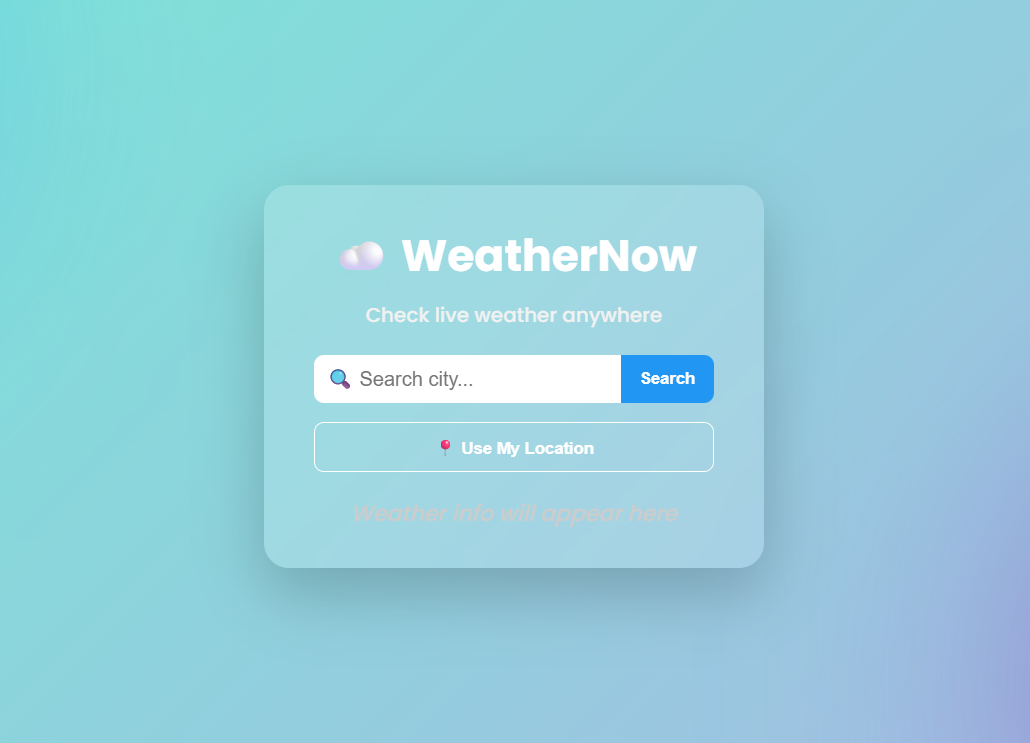 WeatherNow
Check live weather anywhere
Search city...
Search
Use My Location
Weather info will appear here